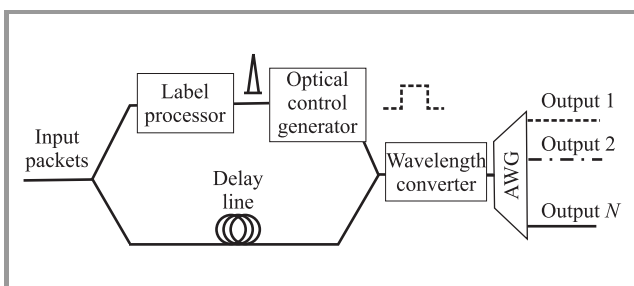 Input
packets
Label
processor
Optical
control
generator
Delay
line
Wavelength
converter
AWG
Output 1
Output 2
Output N